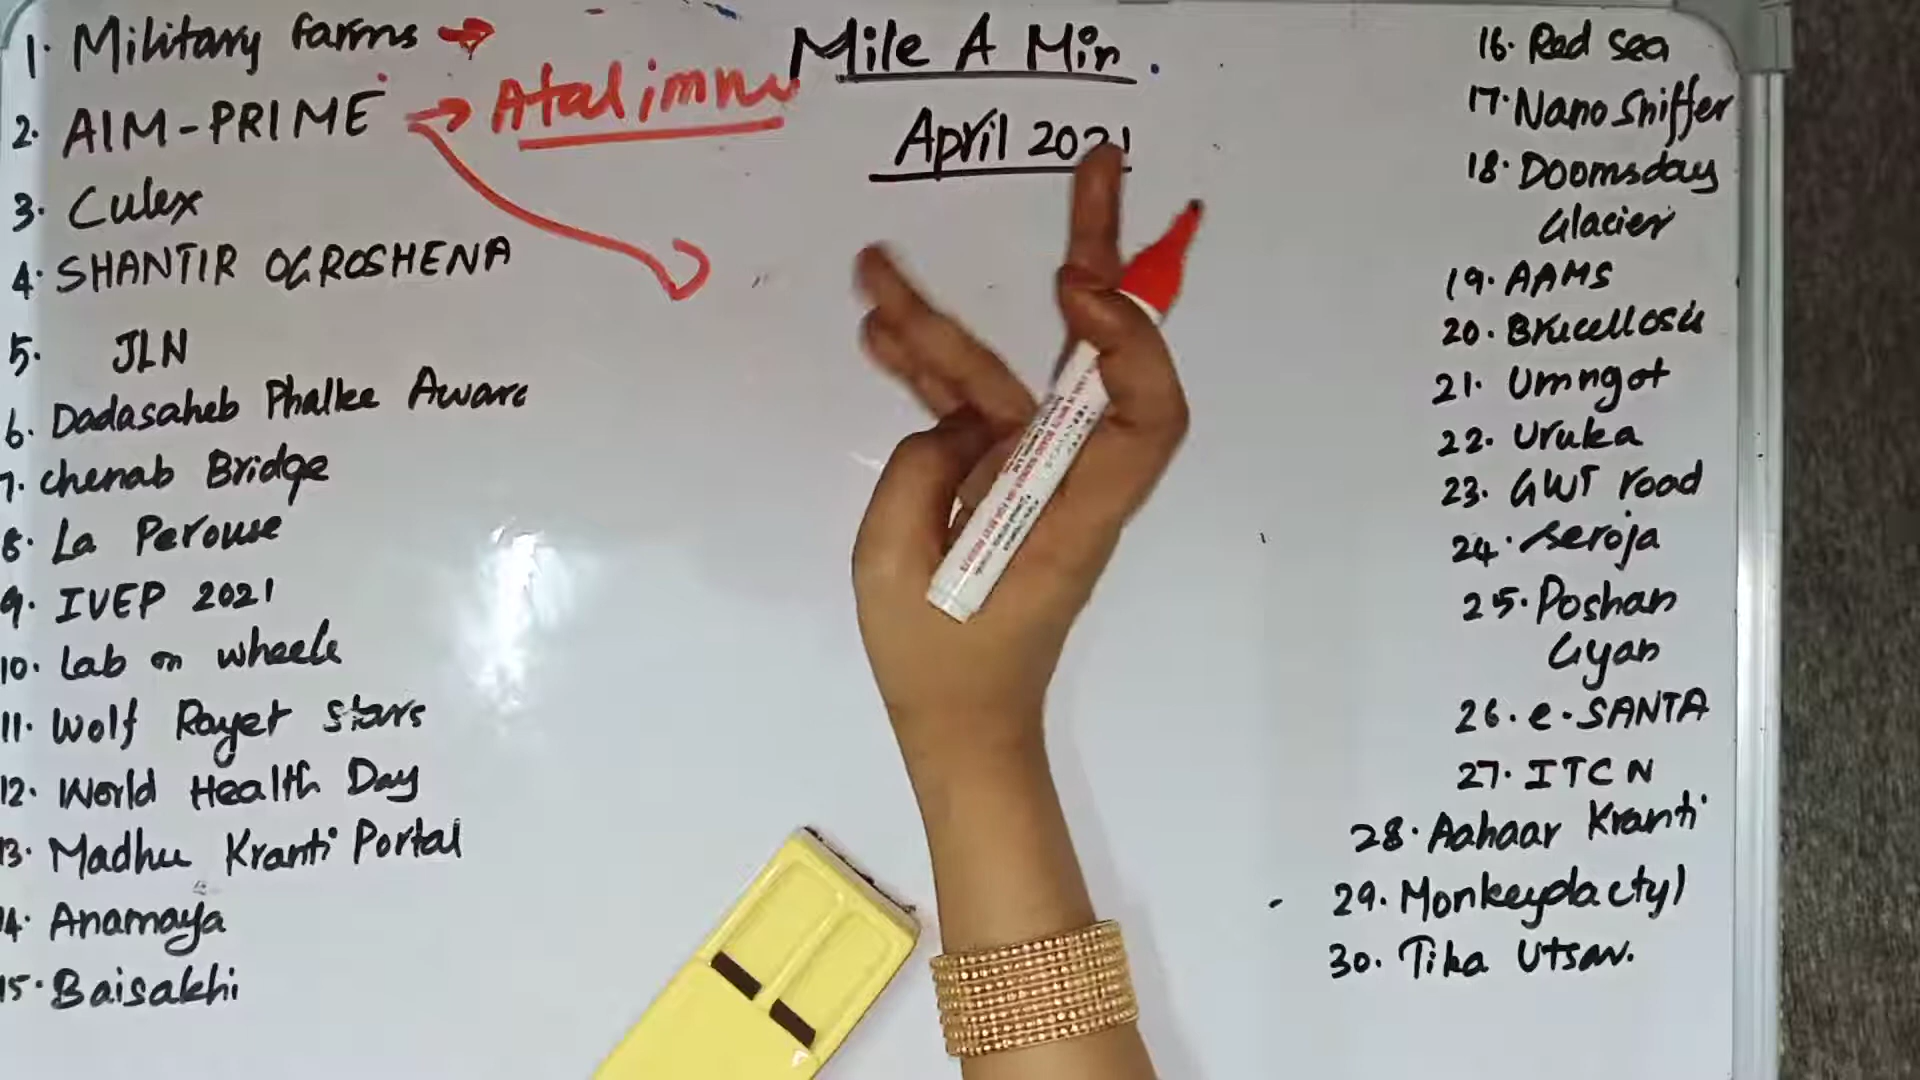 Mile A Min.
April 2021
1. Military farms →
2. AIM-PRIME → Atal innov
3. Culex
4. SHANTIR OGROSHENA
5. JLN
6. Dadasaheb Phalke Award
7. Chenab Bridge
8. La Perouse
9. IVEP 2021
10. Lab on wheels
11. Wolf Rayet Stars
12. World Health Day
13. Madhu Kranti Portal
14. Anamaya
15. Baisakhi
16. Red Sea
17. Nano Sniffer
18. Doomsday
Glacier
19. AAMS
20. Brucellosis
21. Umngot
22. Uruka
23. GWT road
24. Seroja
25. Poshan
Gyan
26. e-SANTA
27. ITCN
28. Aahaar Kranti
29. Monkeydactyl
30. Tika Utsav.